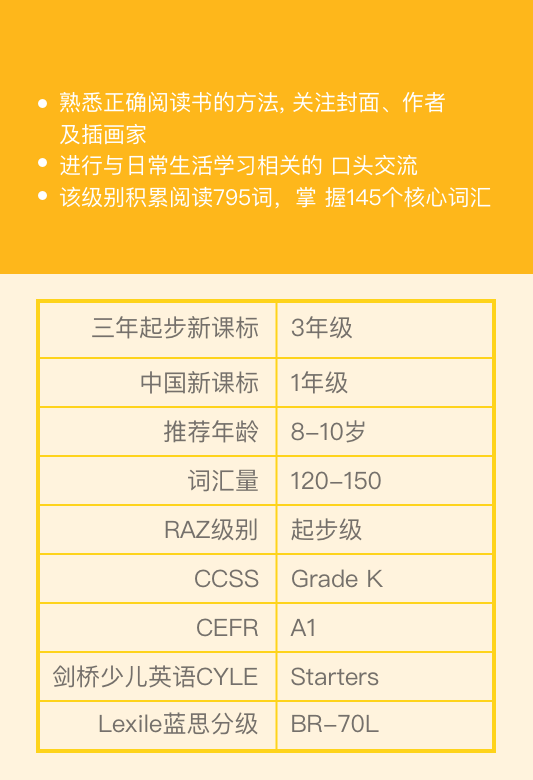 熟悉正确阅读书的方法, 关注封面、作者
及插画家
进行与日常生活学习相关的 口头交流
该级别积累阅读795词，掌 握145个核心词汇
三年起步新课标 3年级
中国新课标 1年级
推荐年龄 8-10岁
词汇量 120-150
RAZ级别 起步级
CCSS Grade K
CEFR A1
剑桥少儿英语CYLE Starters
Lexile蓝思分级 BR-70L